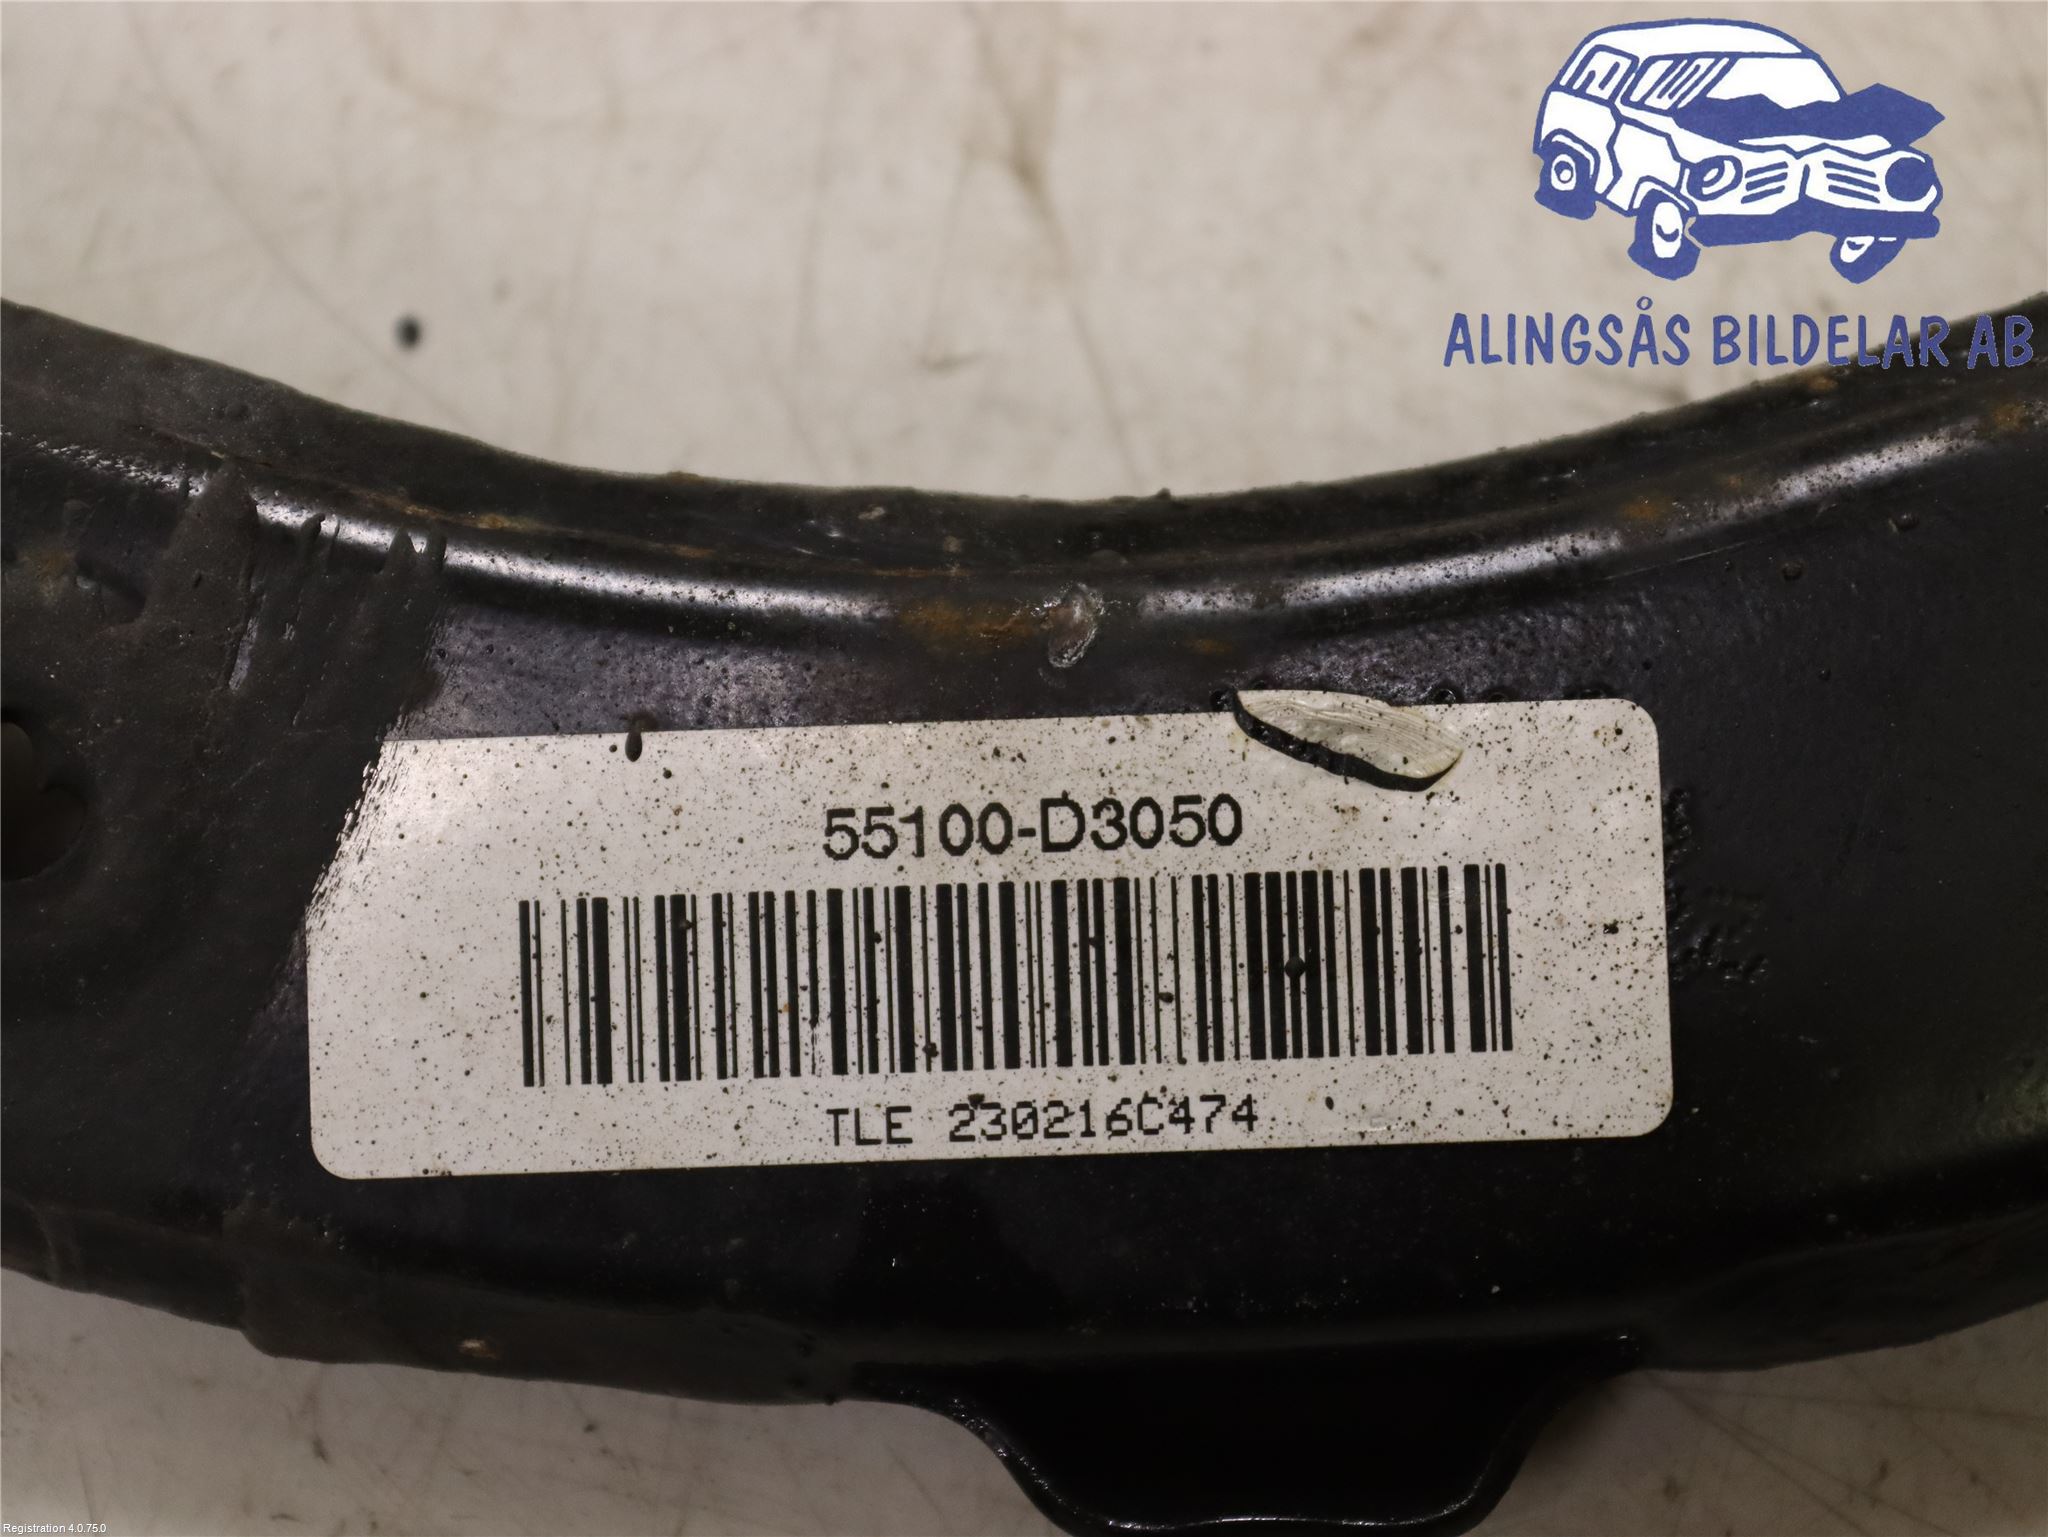 ALINGSÅS BILDELAR AB
55100-D3050
TLE 230216C474
Registration 4.0.75.0